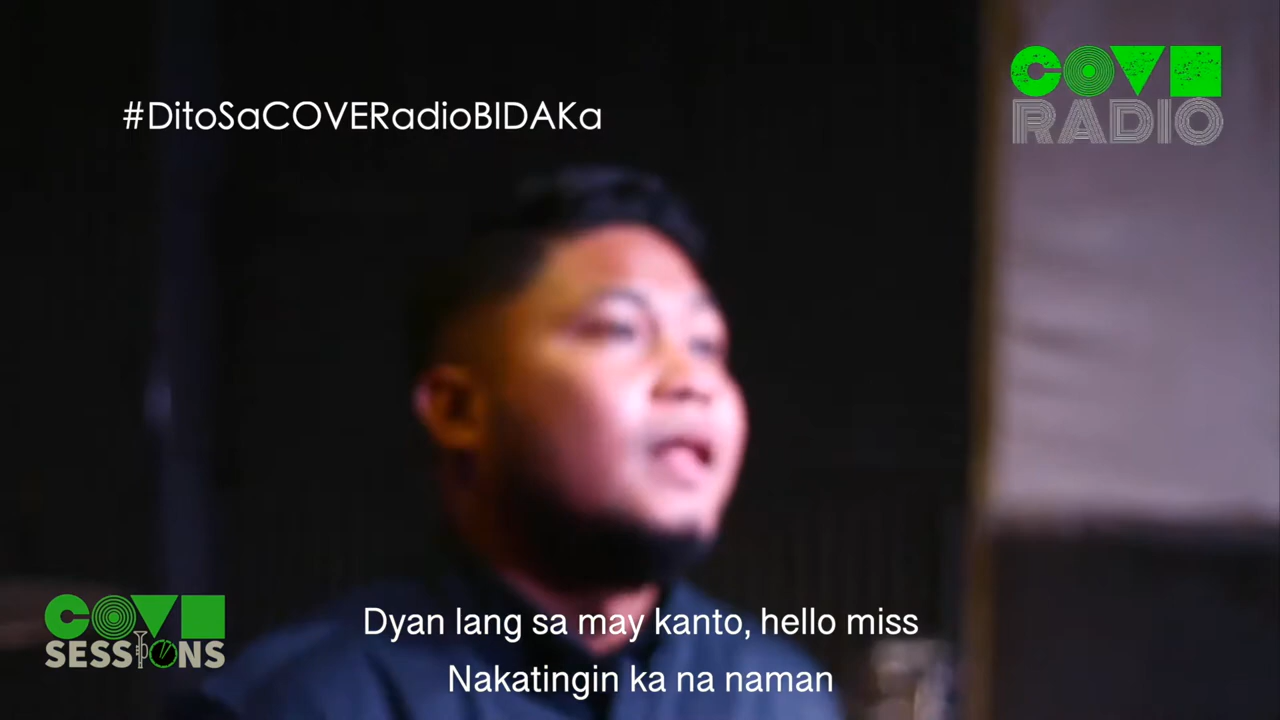 #DitoSaCOVERadioBIDAKa
COVE
RADIO
COVE
SESSIONS
Dyan lang sa may kanto, hello miss
Nakatingin ka na naman